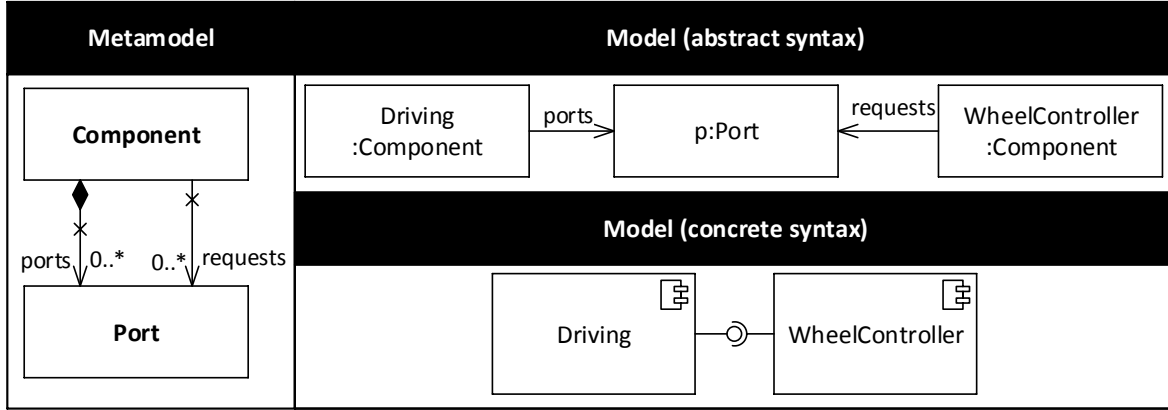 Metamodel
Component
ports 0..* 0..* requests
Port
Model (abstract syntax)
Driving
:Component
ports
p:Port
requests
WheelController
:Component
Model (concrete syntax)
Driving
WheelController